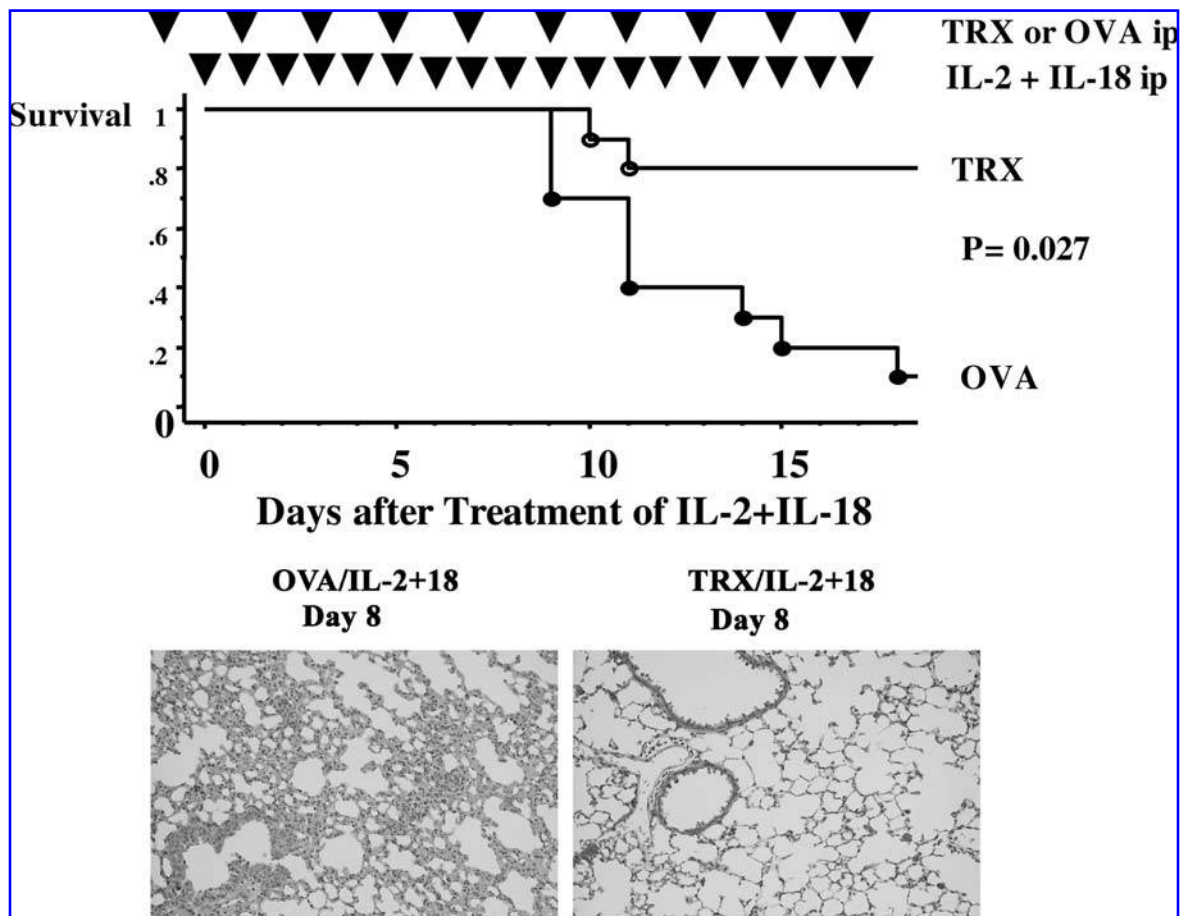 TRX or OVA ip
IL-2 + IL-18 ip
Survival
1
.8
.6
.4
.2
0
TRX
P= 0.027
OVA
0 5 10 15
Days after Treatment of IL-2+IL-18
OVA/IL-2+18 TRX/IL-2+18
Day 8 Day 8